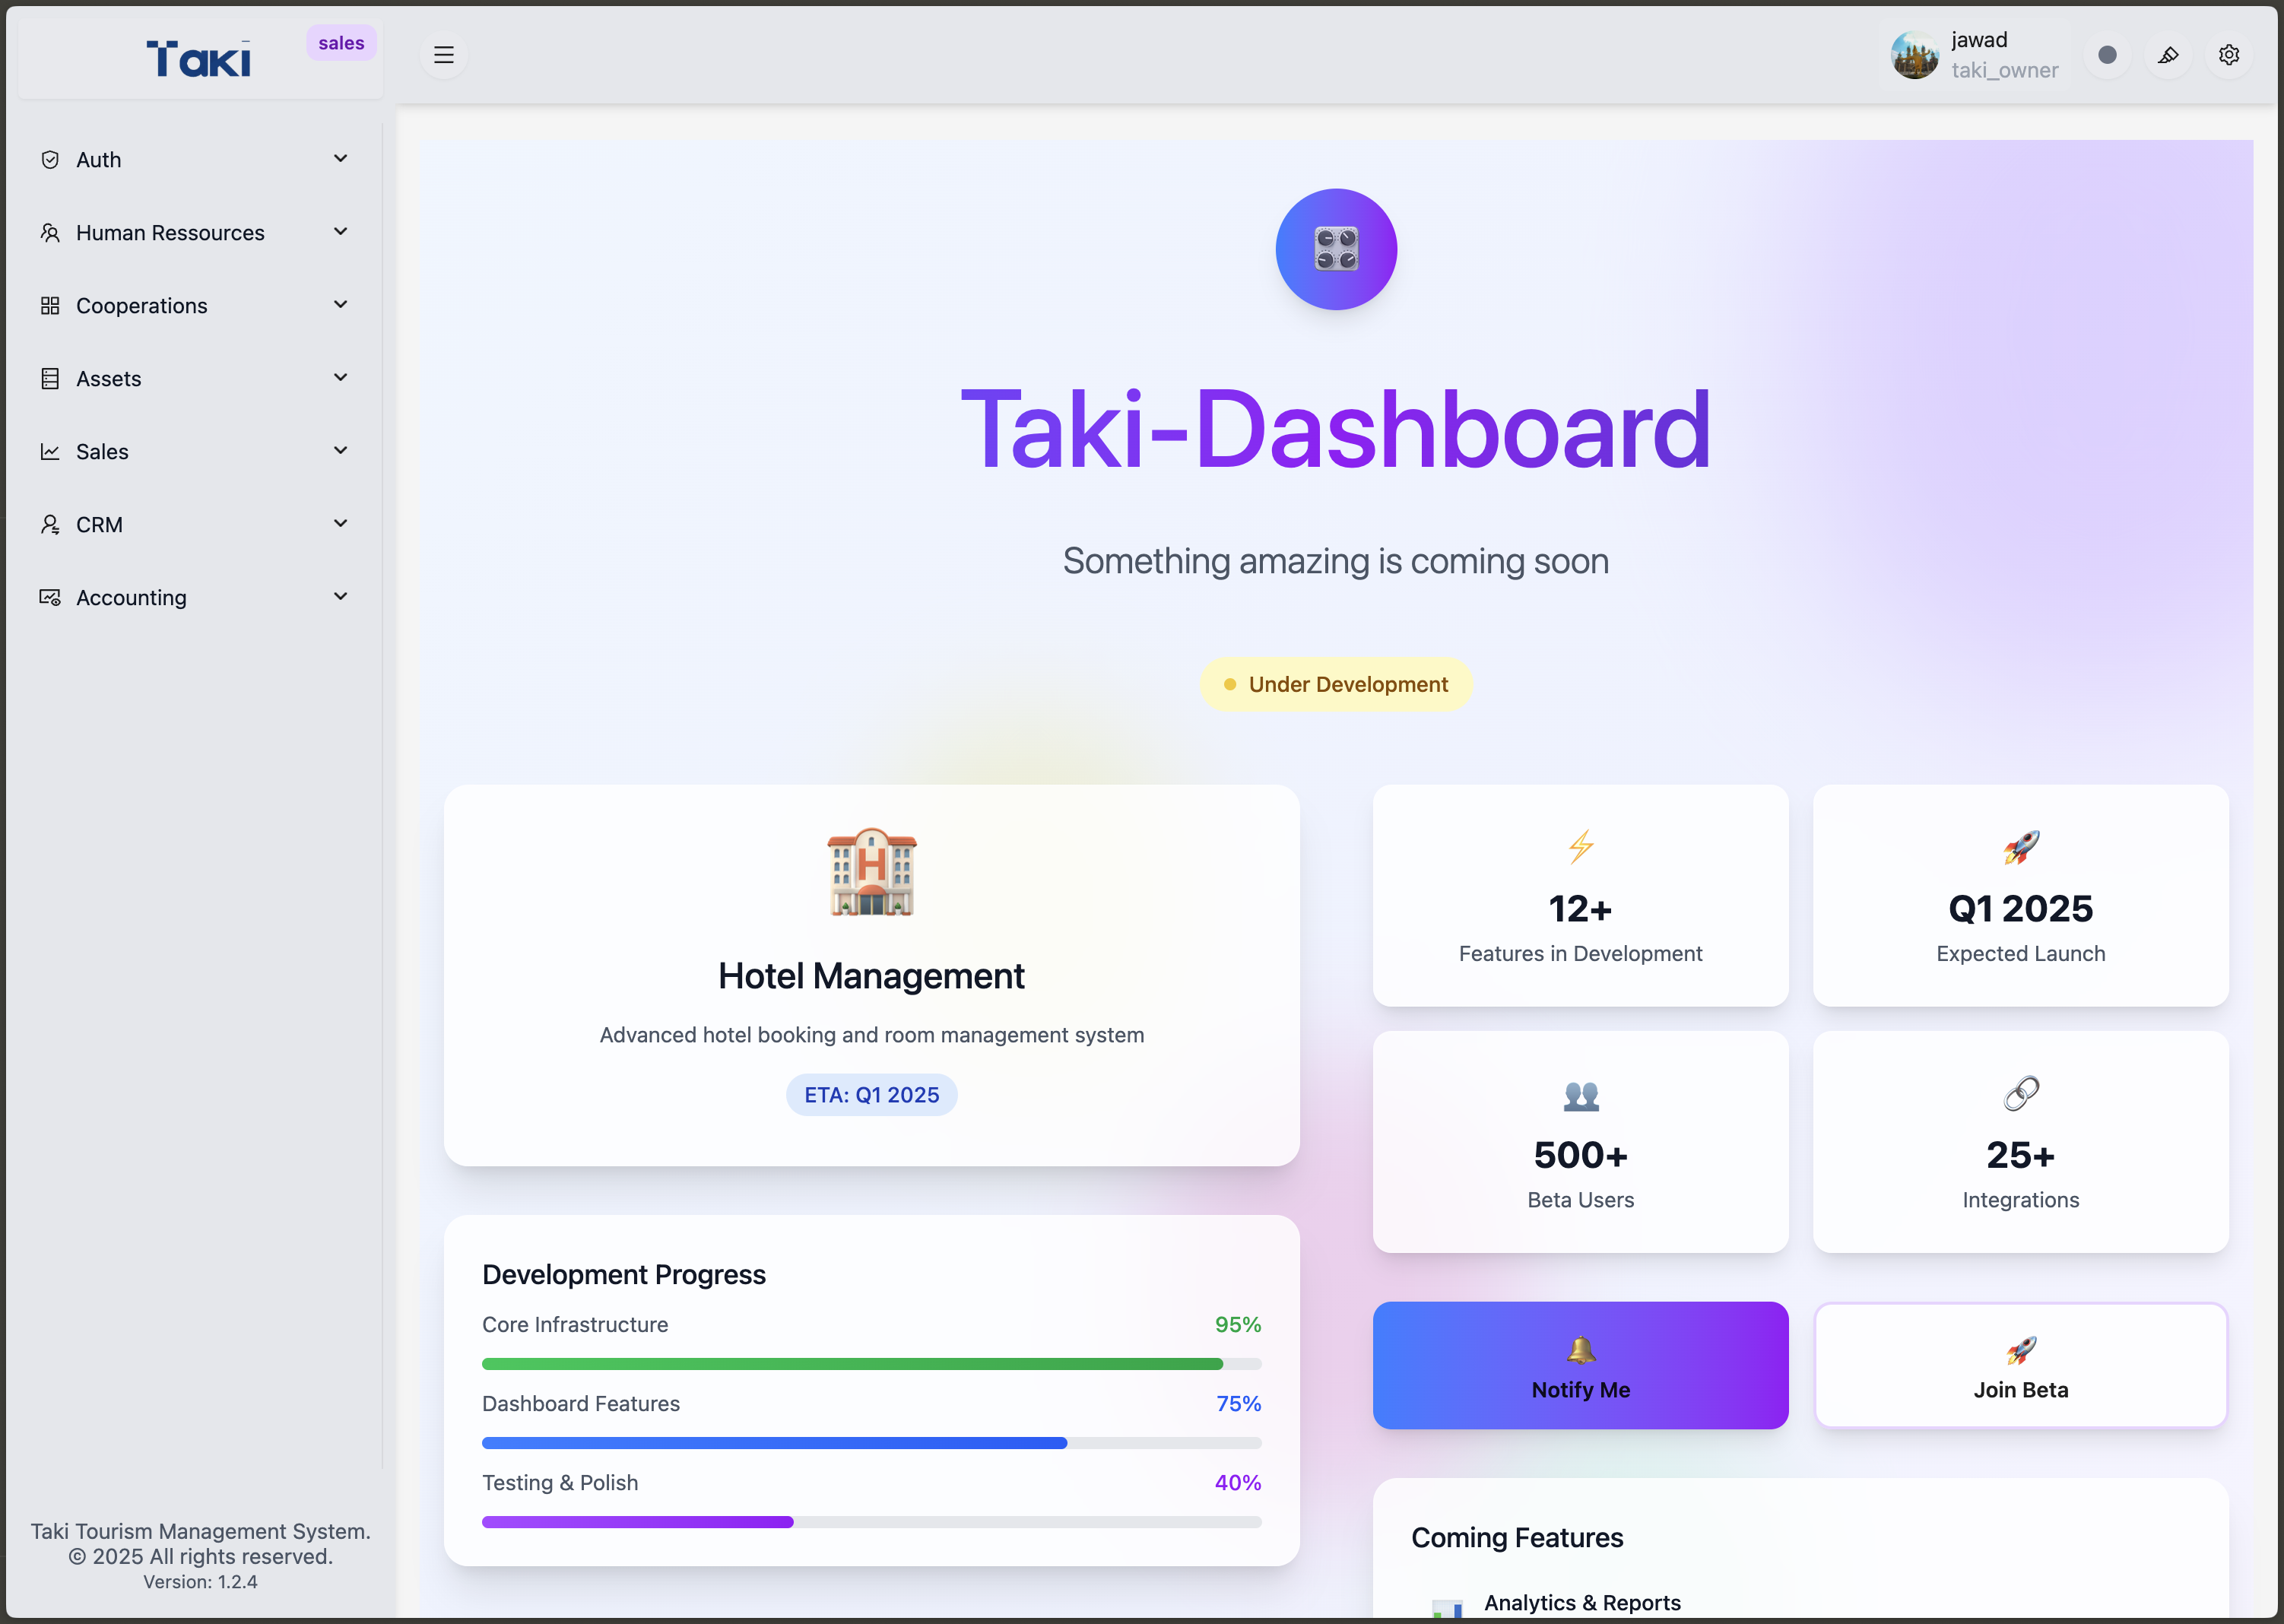 Taki
sales
jawad
taki_owner
Auth
Human Ressources
Cooperations
Assets
Sales
CRM
Accounting
Taki Tourism Management System.
© 2025 All rights reserved.
Version: 1.2.4
Taki-Dashboard
Something amazing is coming soon
Under Development
H
Hotel Management
Advanced hotel booking and room management system
ETA: Q1 2025
Development Progress
Core Infrastructure 95%
Dashboard Features 75%
Testing & Polish 40%
12+
Features in Development
Q1 2025
Expected Launch
500+
Beta Users
25+
Integrations
Notify Me
Join Beta
Coming Features
Analytics & Reports